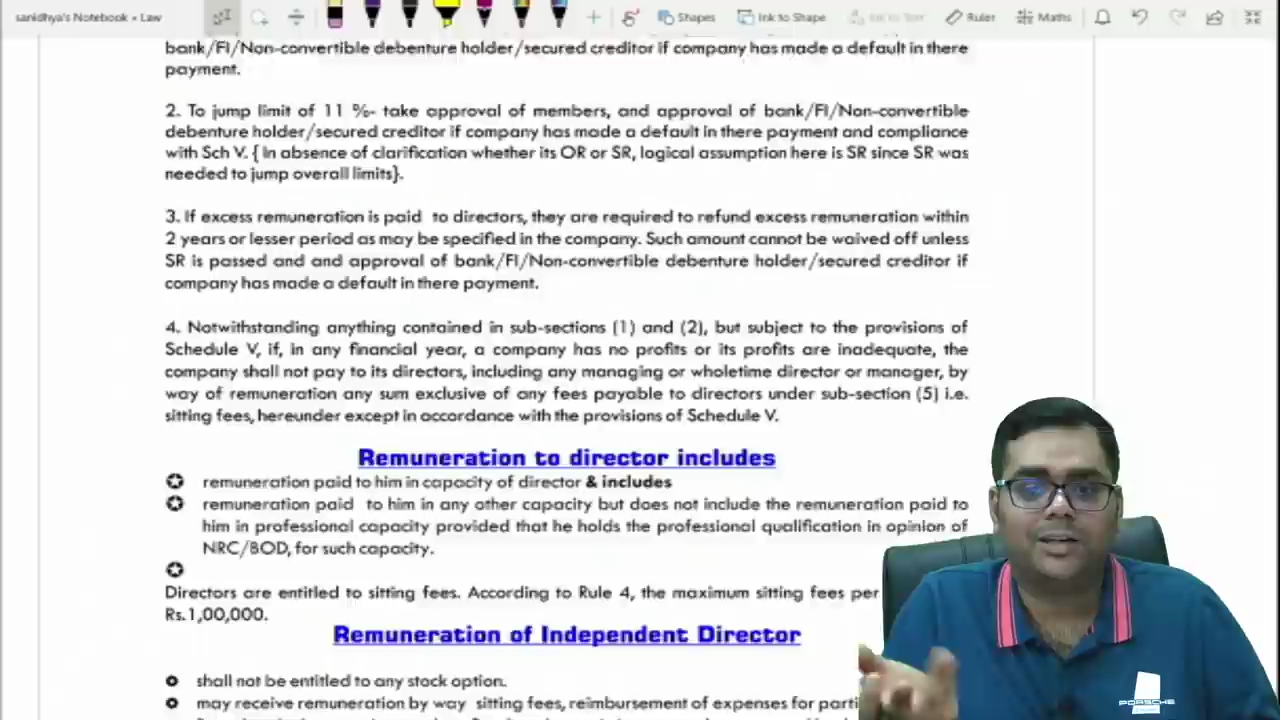 sanidhya's Notebook • Law
Shapes
Ink to Shape
Ink to Text
Ruler
Maths
bank/FI/Non-convertible debenture holder/secured creditor if company has made a default in there
payment.
2. To jump limit of 11 %- take approval of members, and approval of bank/FI/Non-convertible
debenture holder/secured creditor if company has made a default in there payment and compliance
with Sch V. { In absence of clarification whether its OR or SR, logical assumption here is SR since SR was
needed to jump overall limits}.
3. If excess remuneration is paid to directors, they are required to refund excess remuneration within
2 years or lesser period as may be specified in the company. Such amount cannot be waived off unless
SR is passed and and approval of bank/FI/Non-convertible debenture holder/secured creditor if
company has made a default in there payment.
4. Notwithstanding anything contained in sub-sections (1) and (2), but subject to the provisions of
Schedule V, if, in any financial year, a company has no profits or its profits are inadequate, the
company shall not pay to its directors, including any managing or wholetime director or manager, by
way of remuneration any sum exclusive of any fees payable to directors under sub-section (5) i.e.
sitting fees, hereunder except in accordance with the provisions of Schedule V.
Remuneration to director includes
remuneration paid to him in capacity of director & includes
remuneration paid to him in any other capacity but does not include the remuneration paid to
him in professional capacity provided that he holds the professional qualification in opinion of
NRC/BOD, for such capacity.
Directors are entitled to sitting fees. According to Rule 4, the maximum sitting fees per
Rs.1,00,000.
Remuneration of Independent Director
shall not be entitled to any stock option.
may receive remuneration by way sitting fees, reimbursement of expenses for parti
PORSCHE